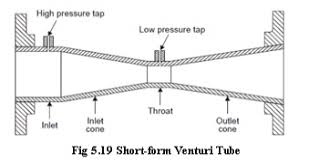 High pressure tap
Low pressure tap
Throat
Inlet
Inlet
cone
Outlet
cone
Fig 5.19 Short-form Venturi Tube